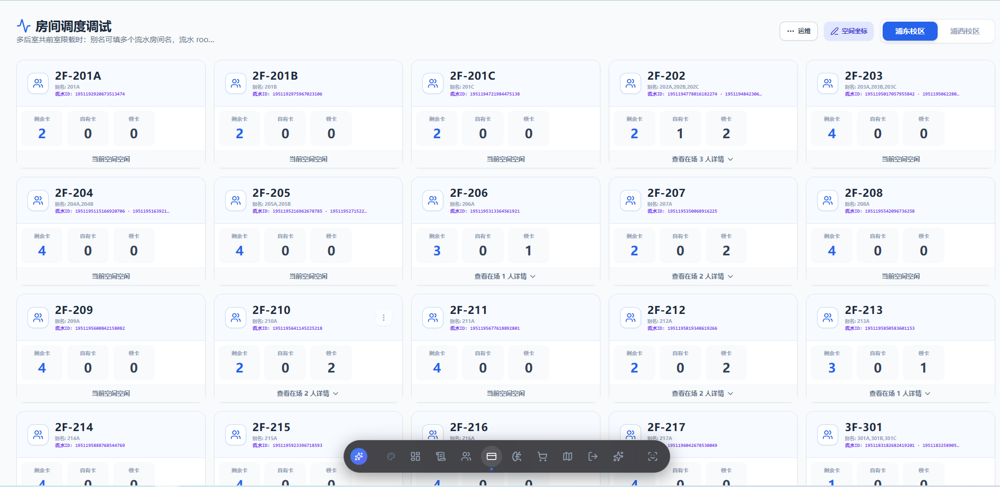 房间调度调试
多后室共前室限载时：别名可填多个流水房间名，流水 roo...
运维
空间坐标
浦东校区
浦西校区
2F-201A
别名: 201A
流水ID: 1951192920673513474
剩余卡 自有卡 领卡
2 0 0
当前空间空闲
2F-201B
别名: 201B
流水ID: 1951192975967023106
剩余卡 自有卡 领卡
2 0 0
当前空间空闲
2F-201C
别名: 201C
流水ID: 1951194721984475138
剩余卡 自有卡 领卡
2 0 0
当前空间空闲
2F-202
别名: 202A,202B,202C
流水ID: 1951194778016182274 · 1951194842306…
剩余卡 自有卡 领卡
2 1 2
查看在场 3 人详情
2F-203
别名: 203A,203B,203C
流水ID: 1951195017057955842 · 1951195062280…
剩余卡 自有卡 领卡
4 0 0
当前空间空闲
2F-204
别名: 204A,204B
流水ID: 1951195115166920706 · 1951195163921…
剩余卡 自有卡 领卡
4 0 0
当前空间空闲
2F-205
别名: 205A,205B
流水ID: 1951195216962678785 · 1951195271522…
剩余卡 自有卡 领卡
4 0 0
当前空间空闲
2F-206
别名: 206A
流水ID: 1951195313364561921
剩余卡 自有卡 领卡
3 0 1
查看在场 1 人详情
2F-207
别名: 207A
流水ID: 1951195350068916225
剩余卡 自有卡 领卡
2 0 2
查看在场 2 人详情
2F-208
别名: 208A
流水ID: 1951195542096736258
剩余卡 自有卡 领卡
4 0 0
当前空间空闲
2F-209
别名: 209A
流水ID: 1951195600842158082
剩余卡 自有卡 领卡
4 0 0
当前空间空闲
2F-210
别名: 210A
流水ID: 1951195641145225218
剩余卡 自有卡 领卡
2 0 2
查看在场 2 人详情
2F-211
别名: 211A
流水ID: 1951195677618892801
剩余卡 自有卡 领卡
4 0 0
当前空间空闲
2F-212
别名: 212A
流水ID: 1951195819348619266
剩余卡 自有卡 领卡
2 0 2
查看在场 2 人详情
2F-213
别名: 213A
流水ID: 1951195850583601153
剩余卡 自有卡 领卡
3 0 1
查看在场 1 人详情
2F-214
别名: 214A
流水ID: 1951195888768544769
剩余卡 自有卡 领卡
4 0 0
2F-215
别名: 215A
流水ID: 1951195923396718593
剩余卡 自有卡 领卡
4 0 0
2F-216
别名: 216A
4 0 0
2F-217
别名: 217A
1951196042678530049
自有卡 领卡
4 0 0
3F-301
别名: 301A,301B,301C
流水ID: 1951183182682419201 · 1951183258905…
剩余卡 自有卡 领卡
1 0 0